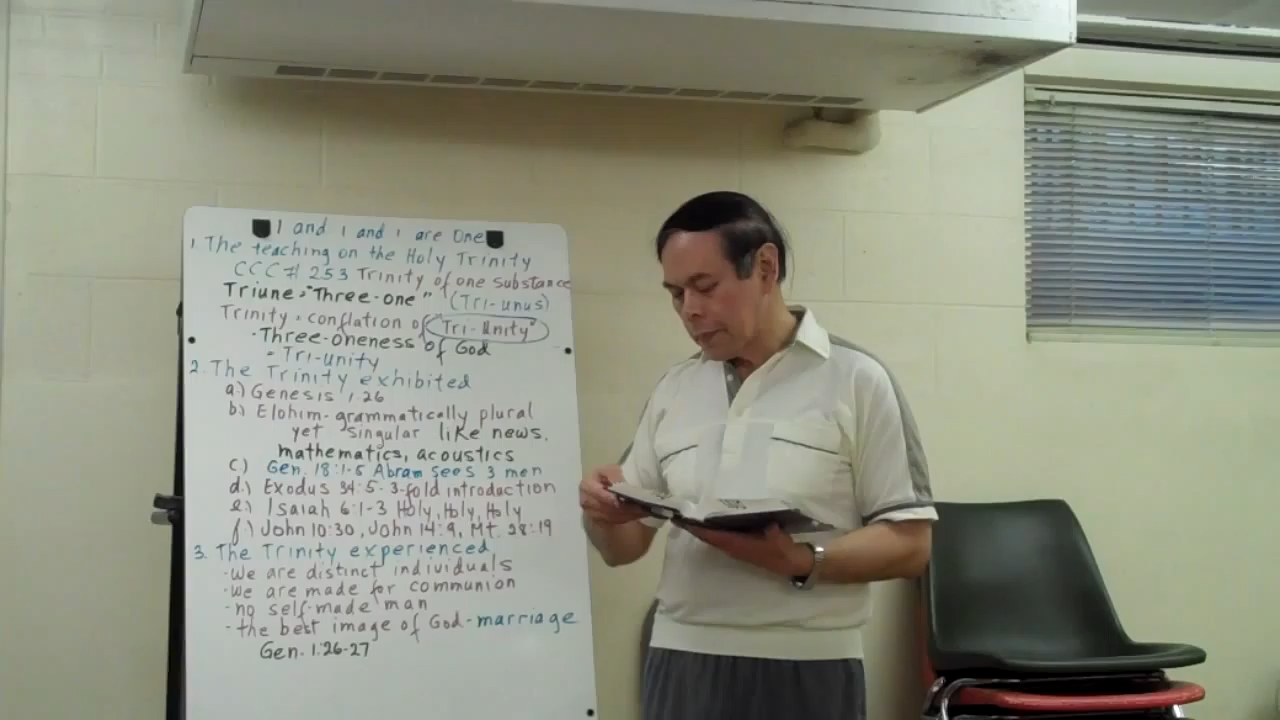 1 and 1 and 1 are One
1. The teaching on the Holy Trinity
CCC# 253 Trinity of one substance
Triune = "Three-one" (Tri-unus)
Trinity = conflation of "Tri-Unity"
·Three-oneness of God
= Tri-unity
2. The Trinity exhibited
a.) Genesis 1:26
b.) Elohim- grammatically plural
yet singular like news,
mathematics, acoustics
c.) Gen. 18:1-5 Abram sees 3 men
d.) Exodus 34:5- 3-fold introduction
e.) Isaiah 6:1-3 Holy, Holy, Holy
f.) John 10:30, John 14:9, Mt. 28:19
3. The Trinity experienced
-we are distinct individuals
-we are made for communion
- no self-made man
- the best image of God-marriage
Gen. 1:26-27